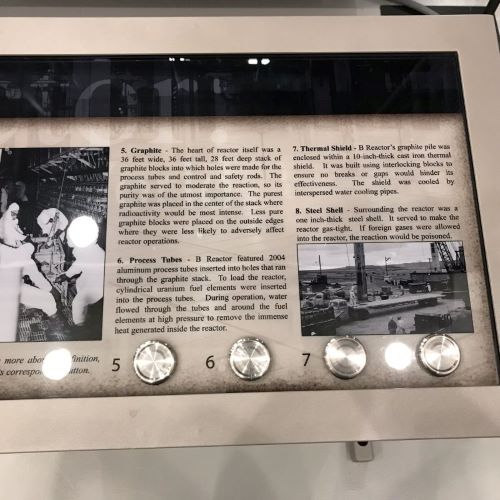 5. Graphite - The heart of reactor itself was a
36 feet wide, 36 feet tall, 28 feet deep stack of
graphite blocks into which holes were made for the
process tubes and control and safety rods. The
graphite served to moderate the reaction, so its
purity was of the utmost importance. The purest
graphite was placed in the center of the stack where
radioactivity would be most intense. Less pure
graphite blocks were placed on the outside edges
where they were less likely to adversely affect
reactor operations.
6. Process Tubes - B Reactor featured 2004
aluminum process tubes inserted into holes that ran
through the graphite stack. To load the reactor,
cylindrical uranium fuel elements were inserted
into the process tubes. During operation, water
flowed through the tubes and around the fuel
elements at high pressure to remove the immense
heat generated inside the reactor.
7. Thermal Shield - B Reactor's graphite pile was
enclosed within a 10-inch-thick cast iron thermal
shield. It was built using interlocking blocks to
ensure no breaks or gaps would hinder its
effectiveness. The shield was cooled by
interspersed water cooling pipes.
8. Steel Shell - Surrounding the reactor was a
one inch-thick steel shell. It served to make the
reactor gas-tight. If foreign gases were allowed
into the reactor, the reaction would be poisoned.
more
5
6
7